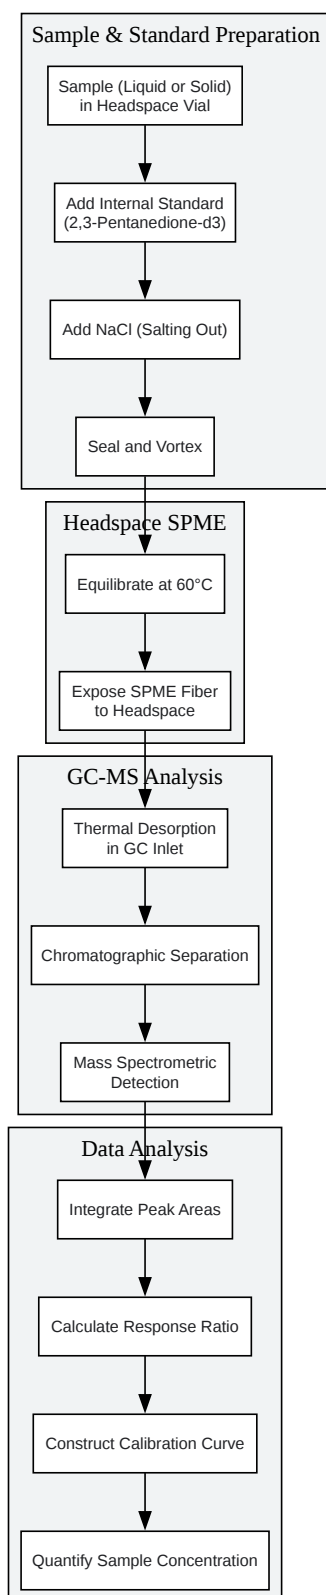 Sample & Standard Preparation
Sample (Liquid or Solid)
in Headspace Vial
Add Internal Standard
(2,3-Pentanedione-d3)
Add NaCl (Salting Out)
Seal and Vortex
Headspace SPME
Equilibrate at 60°C
Expose SPME Fiber
to Headspace
GC-MS Analysis
Thermal Desorption
in GC Inlet
Chromatographic Separation
Mass Spectrometric
Detection
Data Analysis
Integrate Peak Areas
Calculate Response Ratio
Construct Calibration Curve
Quantify Sample Concentration